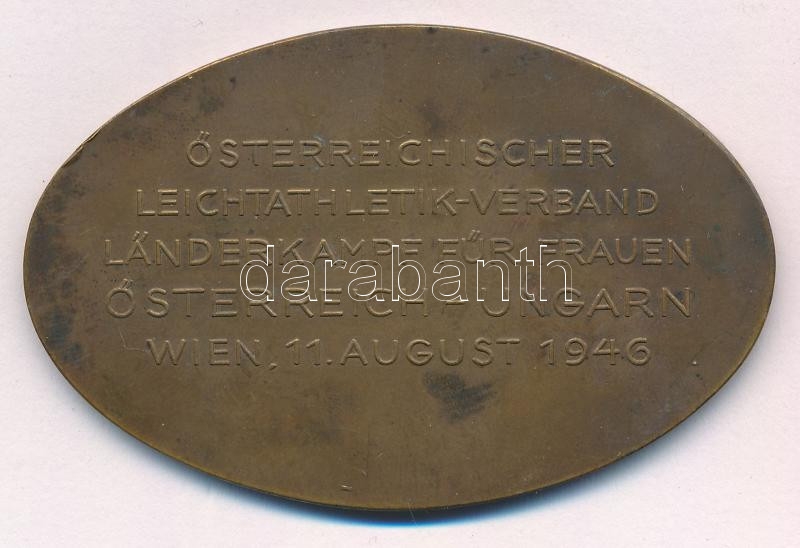 ÖSTERREICHISCHER
LEICHTATHLETIK-VERBAND
LÄNDERKAMPF FÜR FRAUEN
darabanth
ÖSTERREICH-UNGARN
WIEN, 11. AUGUST 1946